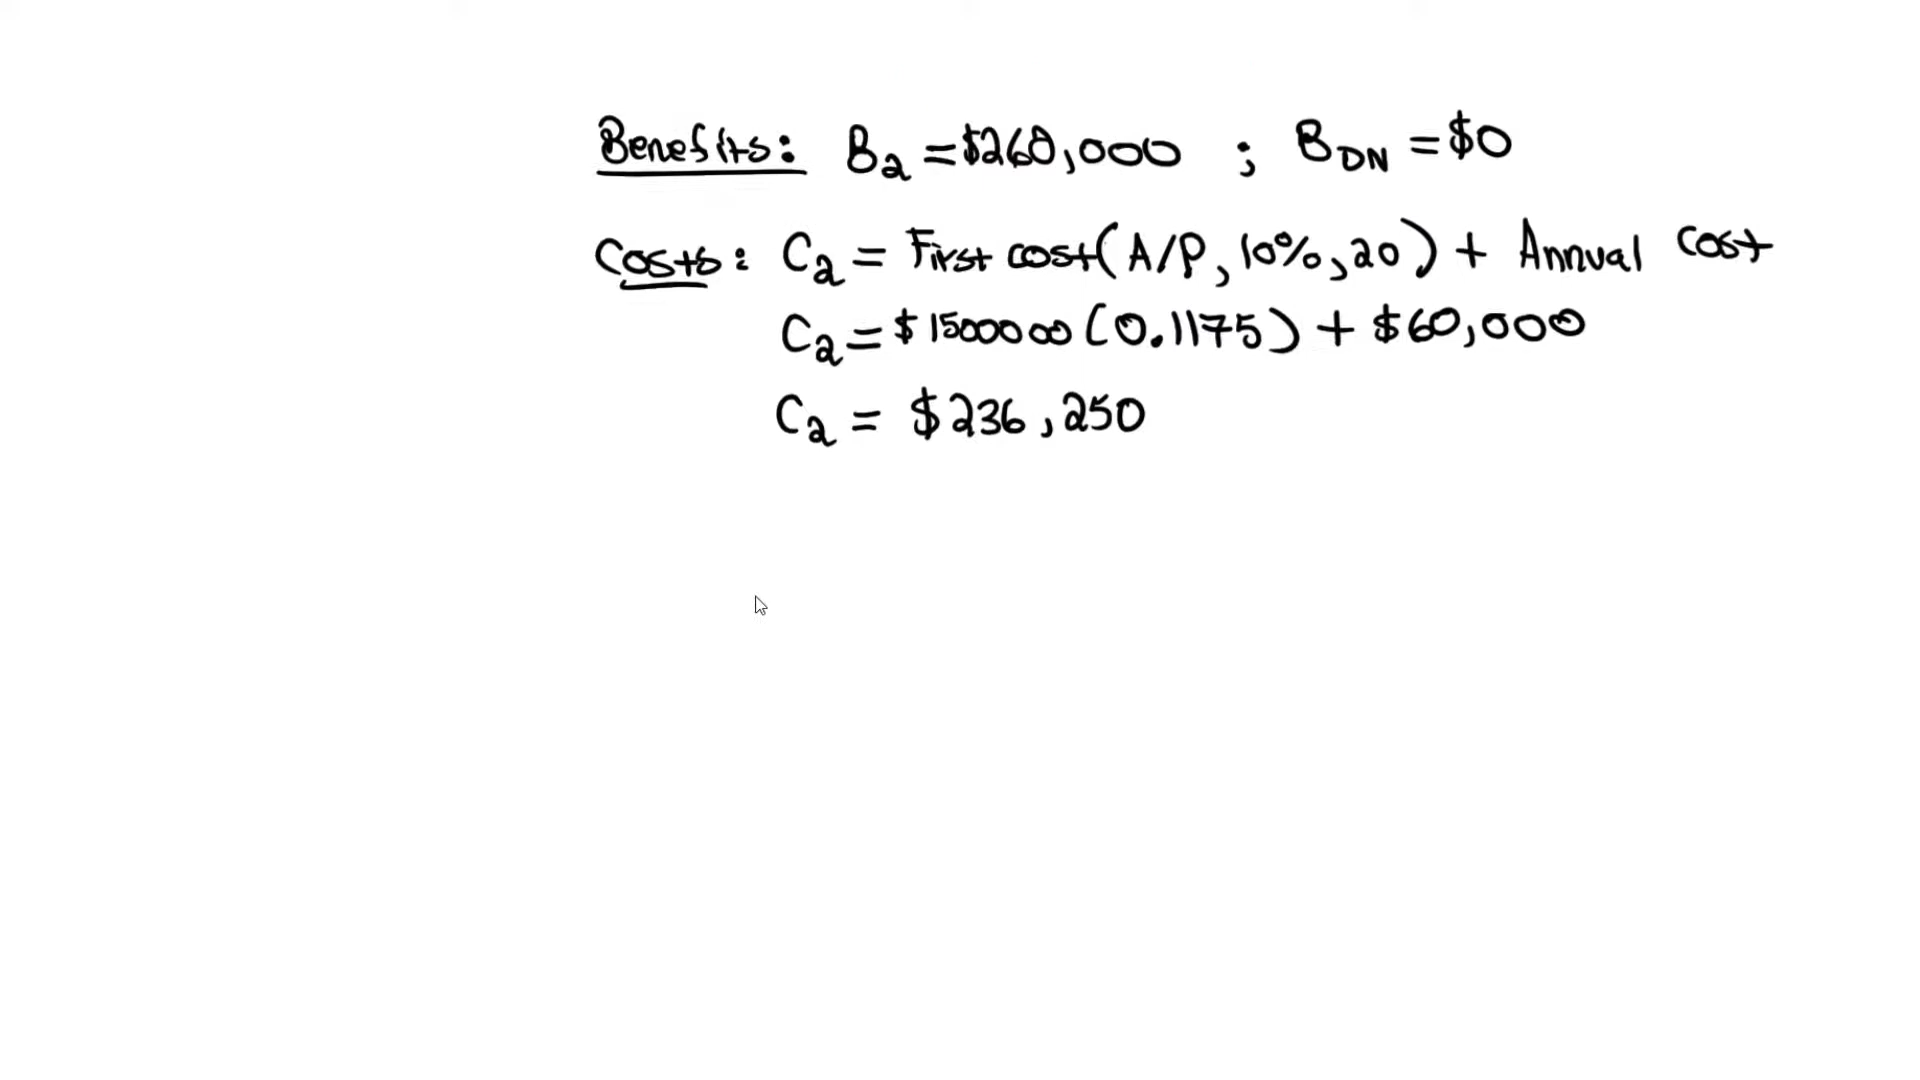 Benefits: B2 = $260,000 ; BDN = $0
Costs: C2 = First cost(A/P, 10%, 20) + Annual cost
C2 = $1500000(0.1175) + $60,000
C2 = $236,250